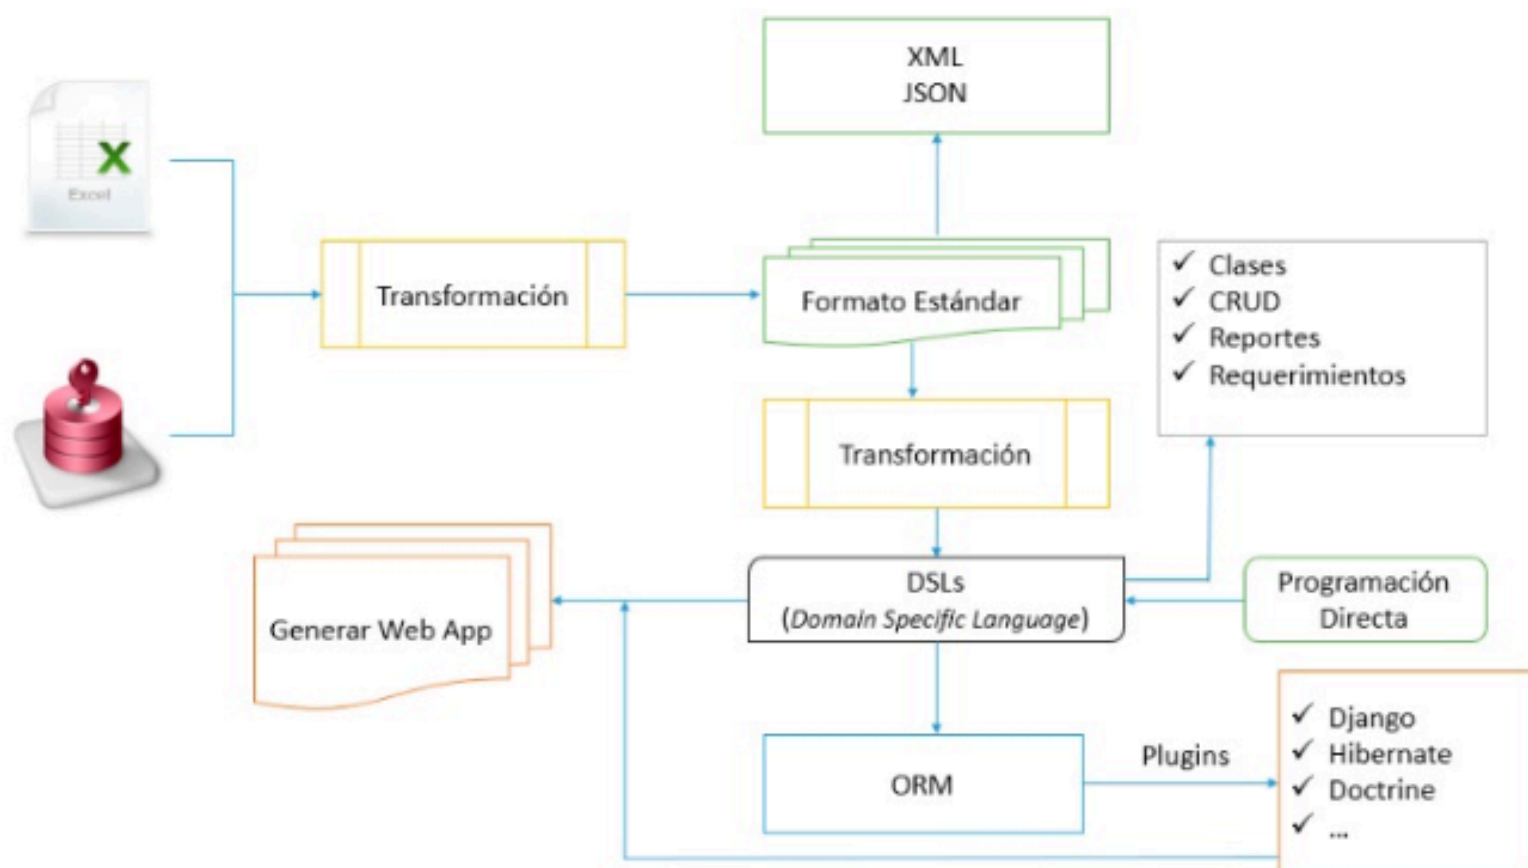 XML
JSON
X
Excel
Transformación
Formato Estándar
✓ Clases
✓ CRUD
✓ Reportes
✓ Requerimientos
Transformación
DSLs
(Domain Specific Language)
Programación
Directa
Generar Web App
ORM
Plugins
✓ Django
✓ Hibernate
✓ Doctrine
✓ ...